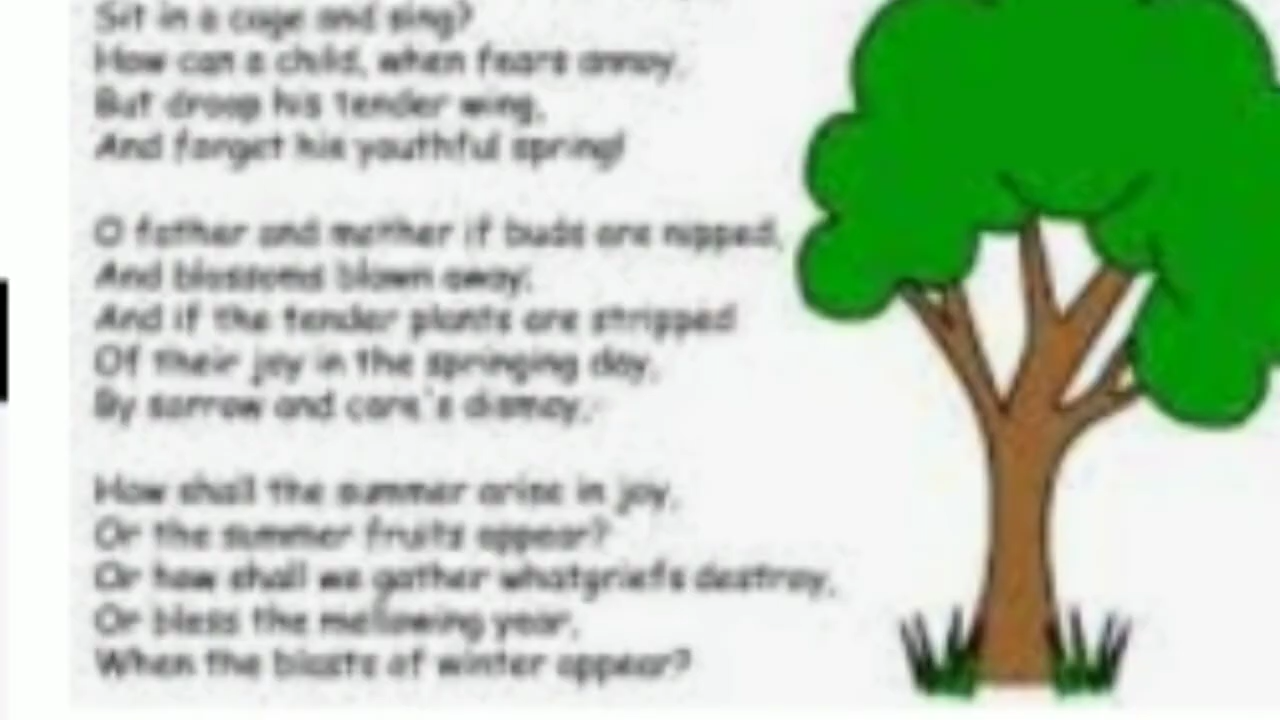 Sit in a cage and sing?
How can a child, when fears annoy,
But droop his tender wing,
And forget his youthful spring!
O father and mother if buds are nipped,
And blossoms blown away;
And if the tender plants are stripped
Of their joy in the springing day,
By sorrow and care's dismay,-
How shall the summer arise in joy,
Or the summer fruits appear?
Or how shall we gather whatgriefs destroy,
Or bless the mellowing year,
When the blasts of winter appear?